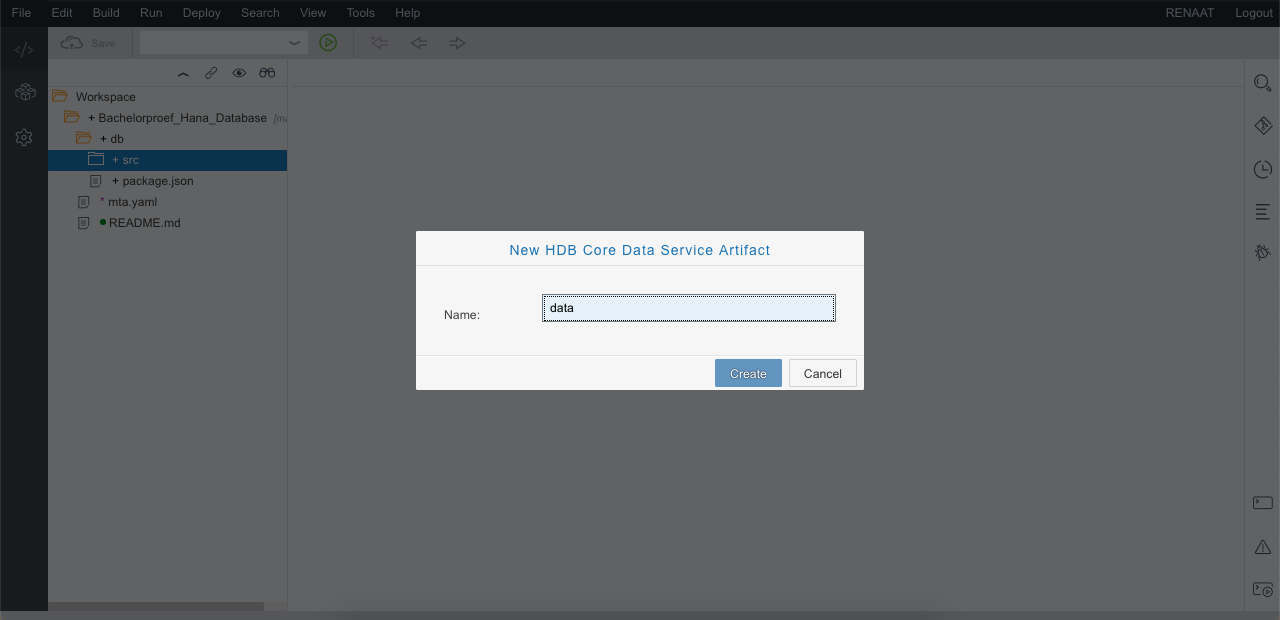 File Edit Build Run Deploy Search View Tools Help RENAAT Logout
Save
Workspace
+ Bachelorproef_Hana_Database
+ db
+ src
+ package.json
* mta.yaml
README.md
New HDB Core Data Service Artifact
Name: data
Create Cancel